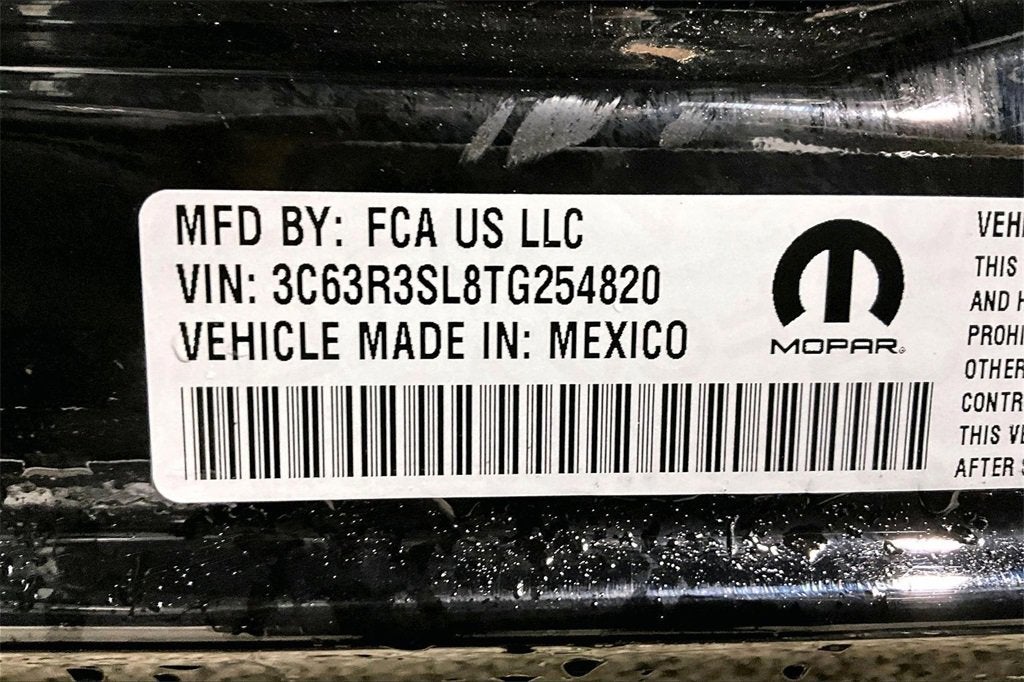 MFD BY: FCA US LLC
VIN: 3C63R3SL8TG254820
VEHICLE MADE IN: MEXICO
MOPAR
THIS
AND
THIS
AFTER